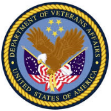 DEPARTMENT OF VETERANS AFFAIRS
UNITED STATES OF AMERICA